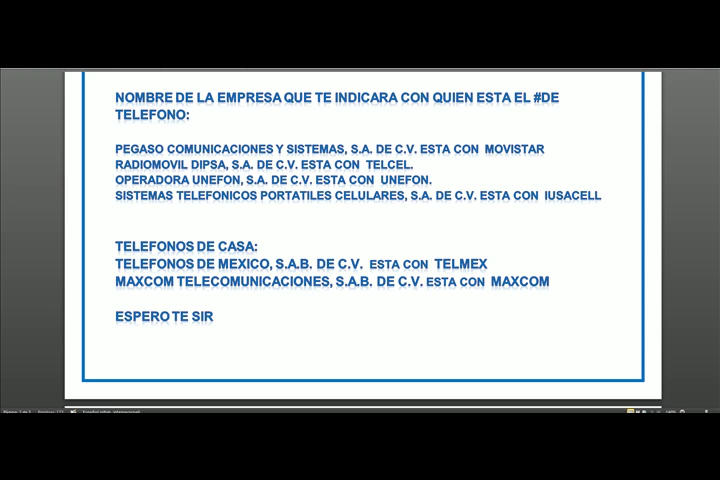 NOMBRE DE LA EMPRESA QUE TE INDICARA CON QUIEN ESTA EL #DE
TELEFONO:
PEGASO COMUNICACIONES Y SISTEMAS, S.A. DE C.V. ESTA CON MOVISTAR
RADIOMOVIL DIPSA, S.A. DE C.V. ESTA CON TELCEL.
OPERADORA UNEFON, S.A. DE C.V. ESTA CON UNEFON.
SISTEMAS TELEFONICOS PORTATILES CELULARES, S.A. DE C.V. ESTA CON IUSACELL
TELEFONOS DE CASA:
TELEFONOS DE MEXICO, S.A.B. DE C.V. ESTA CON TELMEX
MAXCOM TELECOMUNICACIONES, S.A.B. DE C.V. ESTA CON MAXCOM
ESPERO TE SIR